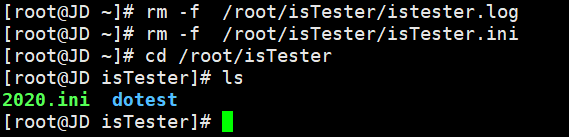 [root@JD ~]# rm -f  /root/isTester/istester.log
[root@JD ~]# rm -f  /root/isTester/isTester.ini
[root@JD ~]# cd /root/isTester
[root@JD isTester]# ls
2020.ini  dotest
[root@JD isTester]#